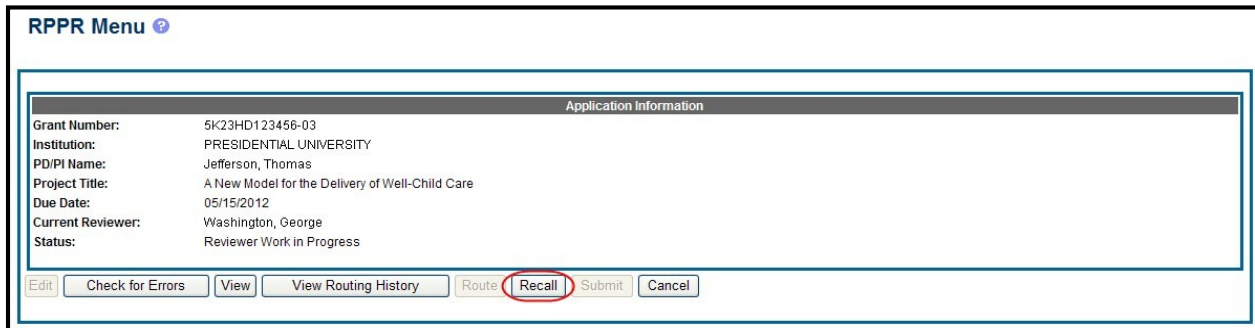 RPPR Menu ?
Application Information
Grant Number: 5K23HD123456-03
Institution: PRESIDENTIAL UNIVERSITY
PD/PI Name: Jefferson, Thomas
Project Title: A New Model for the Delivery of Well-Child Care
Due Date: 05/15/2012
Current Reviewer: Washington, George
Status: Reviewer Work in Progress
Edit Check for Errors View View Routing History Route Recall Submit Cancel